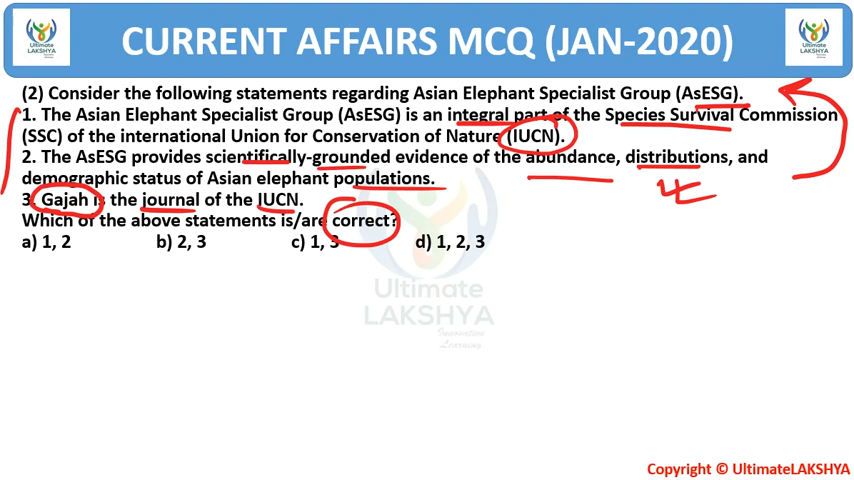 Ultimate
LAKSHYA
CURRENT AFFAIRS MCQ (JAN-2020)
Ultimate
LAKSHYA
(2) Consider the following statements regarding Asian Elephant Specialist Group (AsESG).
1. The Asian Elephant Specialist Group (AsESG) is an integral part of the Species Survival Commission
(SSC) of the international Union for Conservation of Nature (IUCN).
2. The AsESG provides scientifically-grounded evidence of the abundance, distributions, and
demographic status of Asian elephant populations.
3. Gajah is the journal of the IUCN.
Which of the above statements is/are correct?
a) 1, 2 b) 2, 3 c) 1, 3 d) 1, 2, 3
Ultimate
LAKSHYA
Innovative
Learning
Copyright © UltimateLAKSHYA